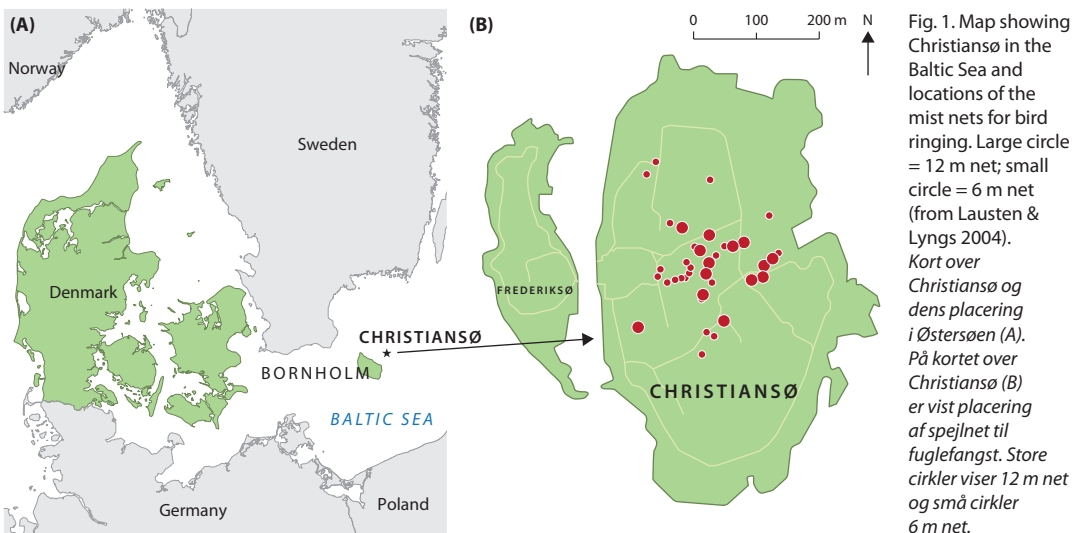 (A)
Norway
Sweden
Denmark
CHRISTIANSØ
BORNHOLM
BALTIC SEA
Germany
Poland
(B)
0 100 200 m
N
FREDERIKSØ
CHRISTIANSØ
Fig. 1. Map showing
Christiansø in the
Baltic Sea and
locations of the
mist nets for bird
ringing. Large circle
= 12 m net; small
circle = 6 m net
(from Lausten &
Lyngs 2004).
Kort over
Christiansø og
dens placering
i Østersøen (A).
På kortet over
Christiansø (B)
er vist placering
af spejlnet til
fuglefangst. Store
cirkler viser 12 m net
og små cirkler
6 m net.